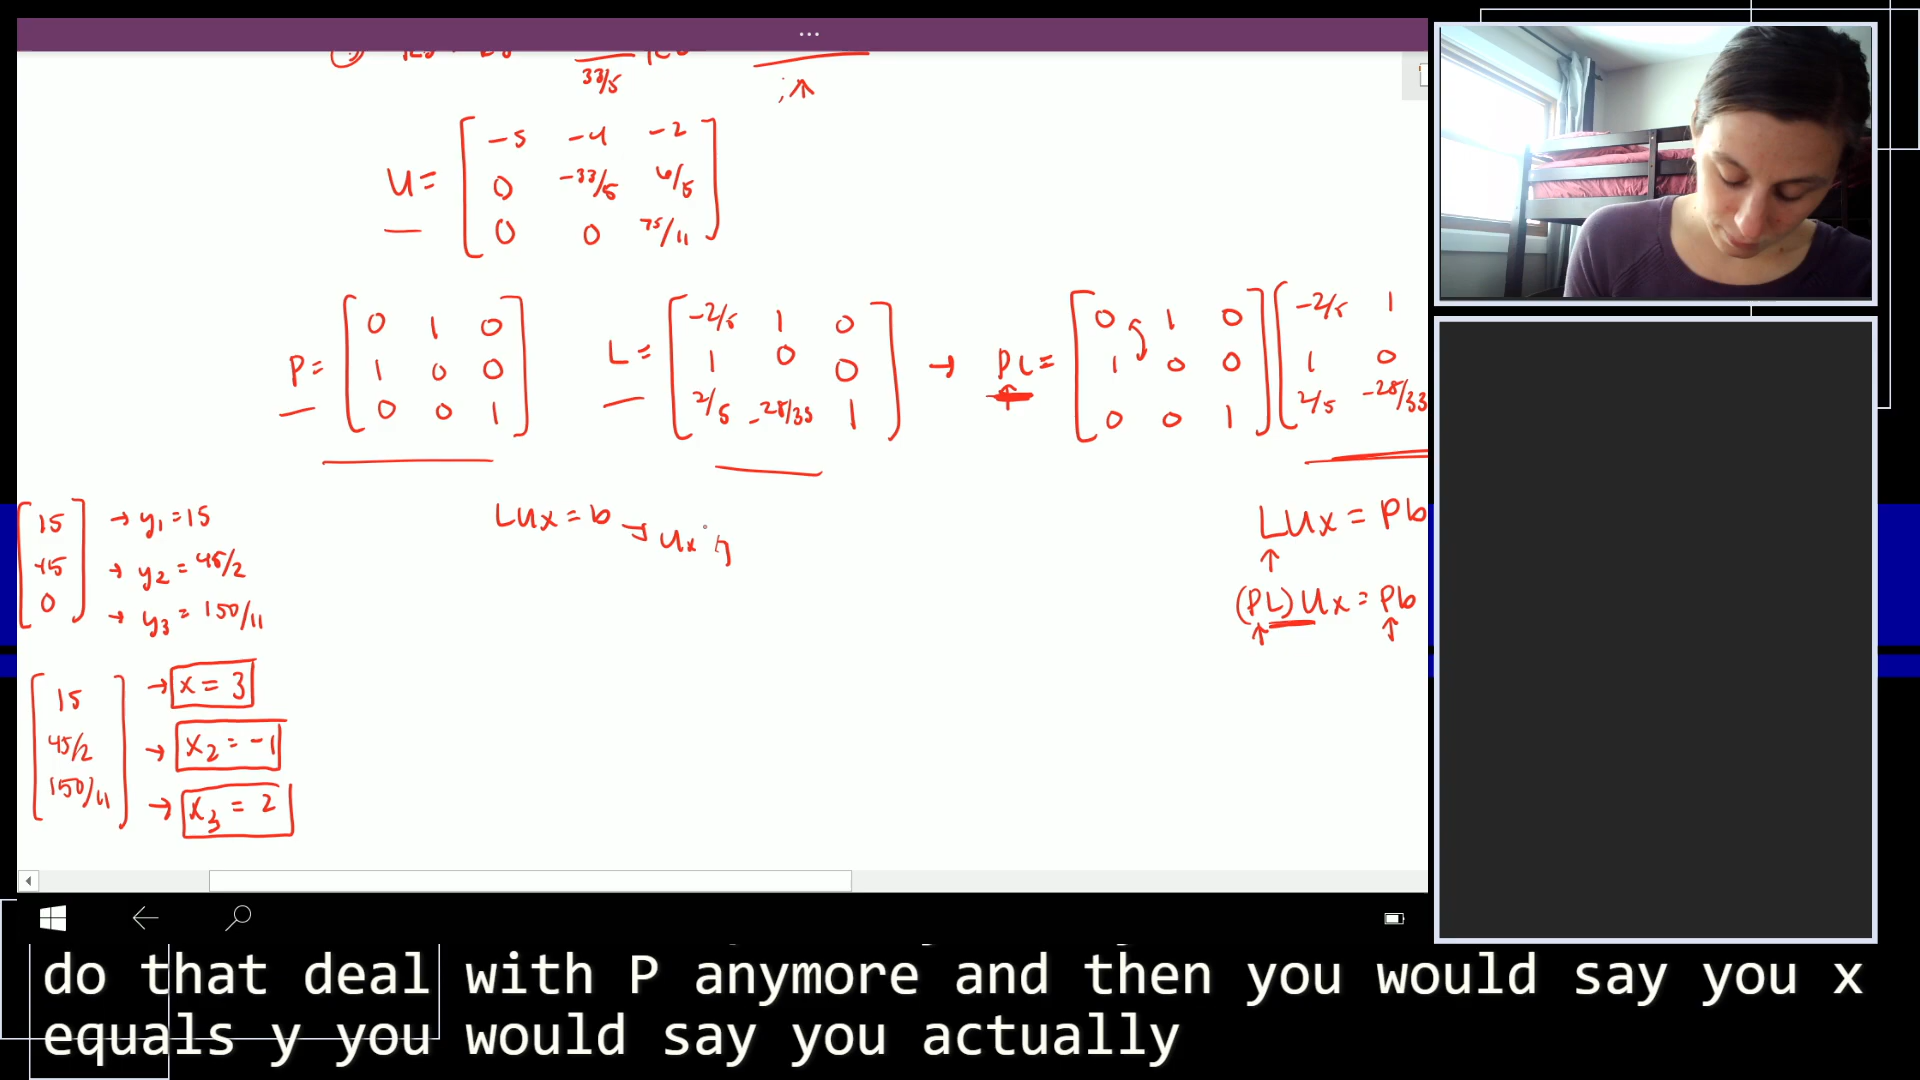 33/5
U = [ -5 -4 -2
0 -33/5 6/5
0 0 75/11 ]
P = [ 0 1 0
1 0 0
0 0 1 ]
L = [ -2/5 1 0
1 0 0
2/5 -28/33 1 ]
→ PL = [ 0 1 0
1 0 0
0 0 1 ] [ -2/5 1
1 0
2/5 -28/33
[ 15
15
0 ]
→ y1 = 15
→ y2 = 45/2
→ y3 = 150/11
LUx = b → Ux
LUx = Pb
(PL)Ux = Pb
[ 15
45/2
150/11 ]
→ x = 3
→ x2 = -1
→ x3 = 2
do that deal with P anymore and then you would say you x
equals y you would say you actually